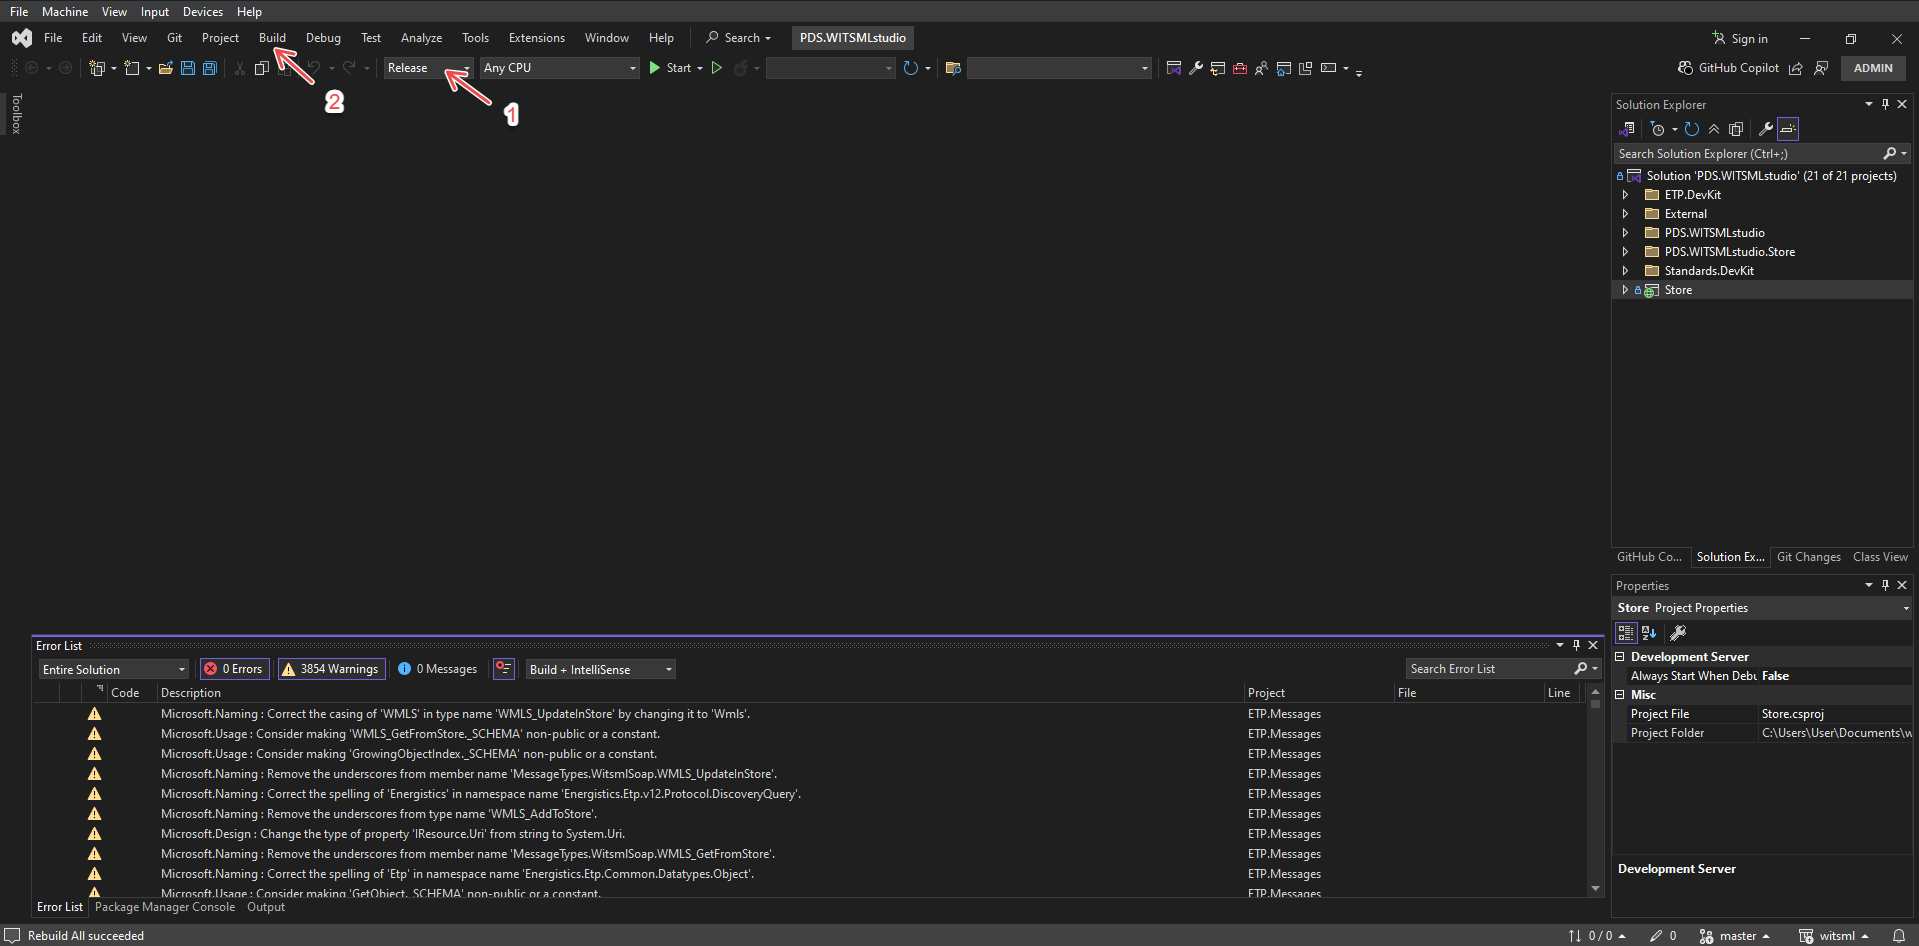 File Machine View Input Devices Help
File Edit View Git Project Build Debug Test Analyze Tools Extensions Window Help Search PDS.WITSMLstudio Sign in
Release Any CPU Start GitHub Copilot ADMIN
2
1
Toolbox
Solution Explorer
Search Solution Explorer (Ctrl+;)
Solution 'PDS.WITSMLstudio' (21 of 21 projects)
ETP.DevKit
External
PDS.WITSMLstudio
PDS.WITSMLstudio.Store
Standards.DevKit
Store
GitHub Co... Solution Ex... Git Changes Class View
Properties
Store Project Properties
Development Server
Always Start When Debu False
Misc
Project File Store.csproj
Project Folder C:\Users\User\Documents\w
Development Server
Error List
Entire Solution 0 Errors 3854 Warnings 0 Messages Build + IntelliSense Search Error List
Code Description Project File Line
Microsoft.Naming : Correct the casing of 'WMLS' in type name 'WMLS_UpdateInStore' by changing it to 'Wmls'. ETP.Messages
Microsoft.Usage : Consider making 'WMLS_GetFromStore._SCHEMA' non-public or a constant. ETP.Messages
Microsoft.Usage : Consider making 'GrowingObjectIndex._SCHEMA' non-public or a constant. ETP.Messages
Microsoft.Naming : Remove the underscores from member name 'MessageTypes.WitsmlSoap.WMLS_UpdateInStore'. ETP.Messages
Microsoft.Naming : Correct the spelling of 'Energistics' in namespace name 'Energistics.Etp.v12.Protocol.DiscoveryQuery'. ETP.Messages
Microsoft.Naming : Remove the underscores from type name 'WMLS_AddToStore'. ETP.Messages
Microsoft.Design : Change the type of property 'IResource.Uri' from string to System.Uri. ETP.Messages
Microsoft.Naming : Remove the underscores from member name 'MessageTypes.WitsmlSoap.WMLS_GetFromStore'. ETP.Messages
Microsoft.Naming : Correct the spelling of 'Etp' in namespace name 'Energistics.Etp.Common.Datatypes.Object'. ETP.Messages
Microsoft.Usage : Consider making 'GetObject._SCHEMA' non-public or a constant. ETP.Messages
Error List Package Manager Console Output
Rebuild All succeeded 0 / 0 0 master witsml